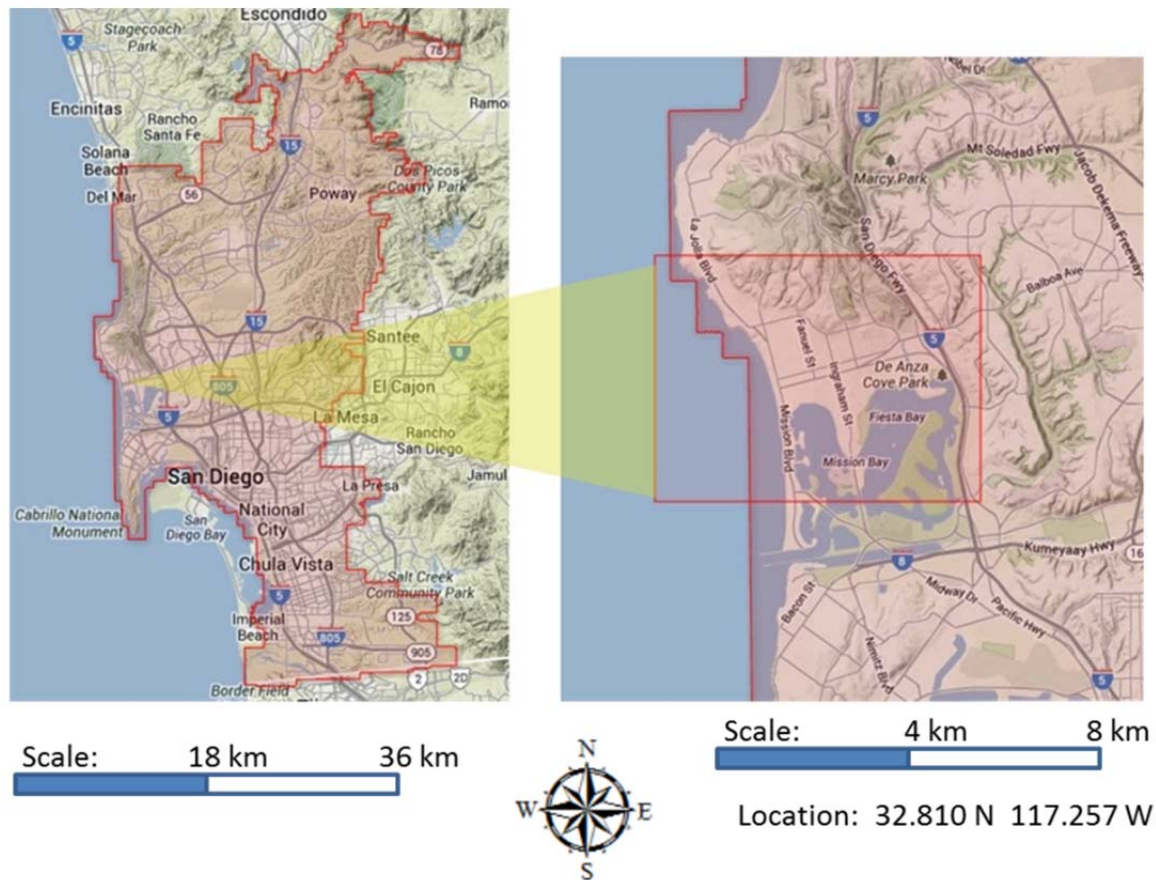 Escondido
5
Stagecoach
Park
78
Encinitas
Rancho
Santa Fe
15
Solana
Beach
Dos Picos
County Park
Del Mar
56
Poway
15
Santee
8
805
El Cajon
5
La Mesa
Rancho
San Diego
San Diego
La Presa
Jamul
Cabrillo National
Monument
San
Diego Bay
National
City
Chula Vista
Salt Creek
Community Park
5
125
Imperial
Beach
805
905
Border Field
2
2D
Nobel Dr
5
Mt Soledad Fwy
Marcy Park
Jacob Dekema Freeway
La Jolla Blvd
San Diego Fwy
Balboa Ave
Fanuel St
5
De Anza
Cove Park
Ingraham St
Mission Blvd
Fiesta Bay
Mission Bay
Kumeyaay Hwy
8
16
Bacon St
Midway Dr
Pacific Hwy
Nimitz Blvd
5
Scale: 18 km 36 km
Scale: 4 km 8 km
N
W E
S
Location: 32.810 N 117.257 W